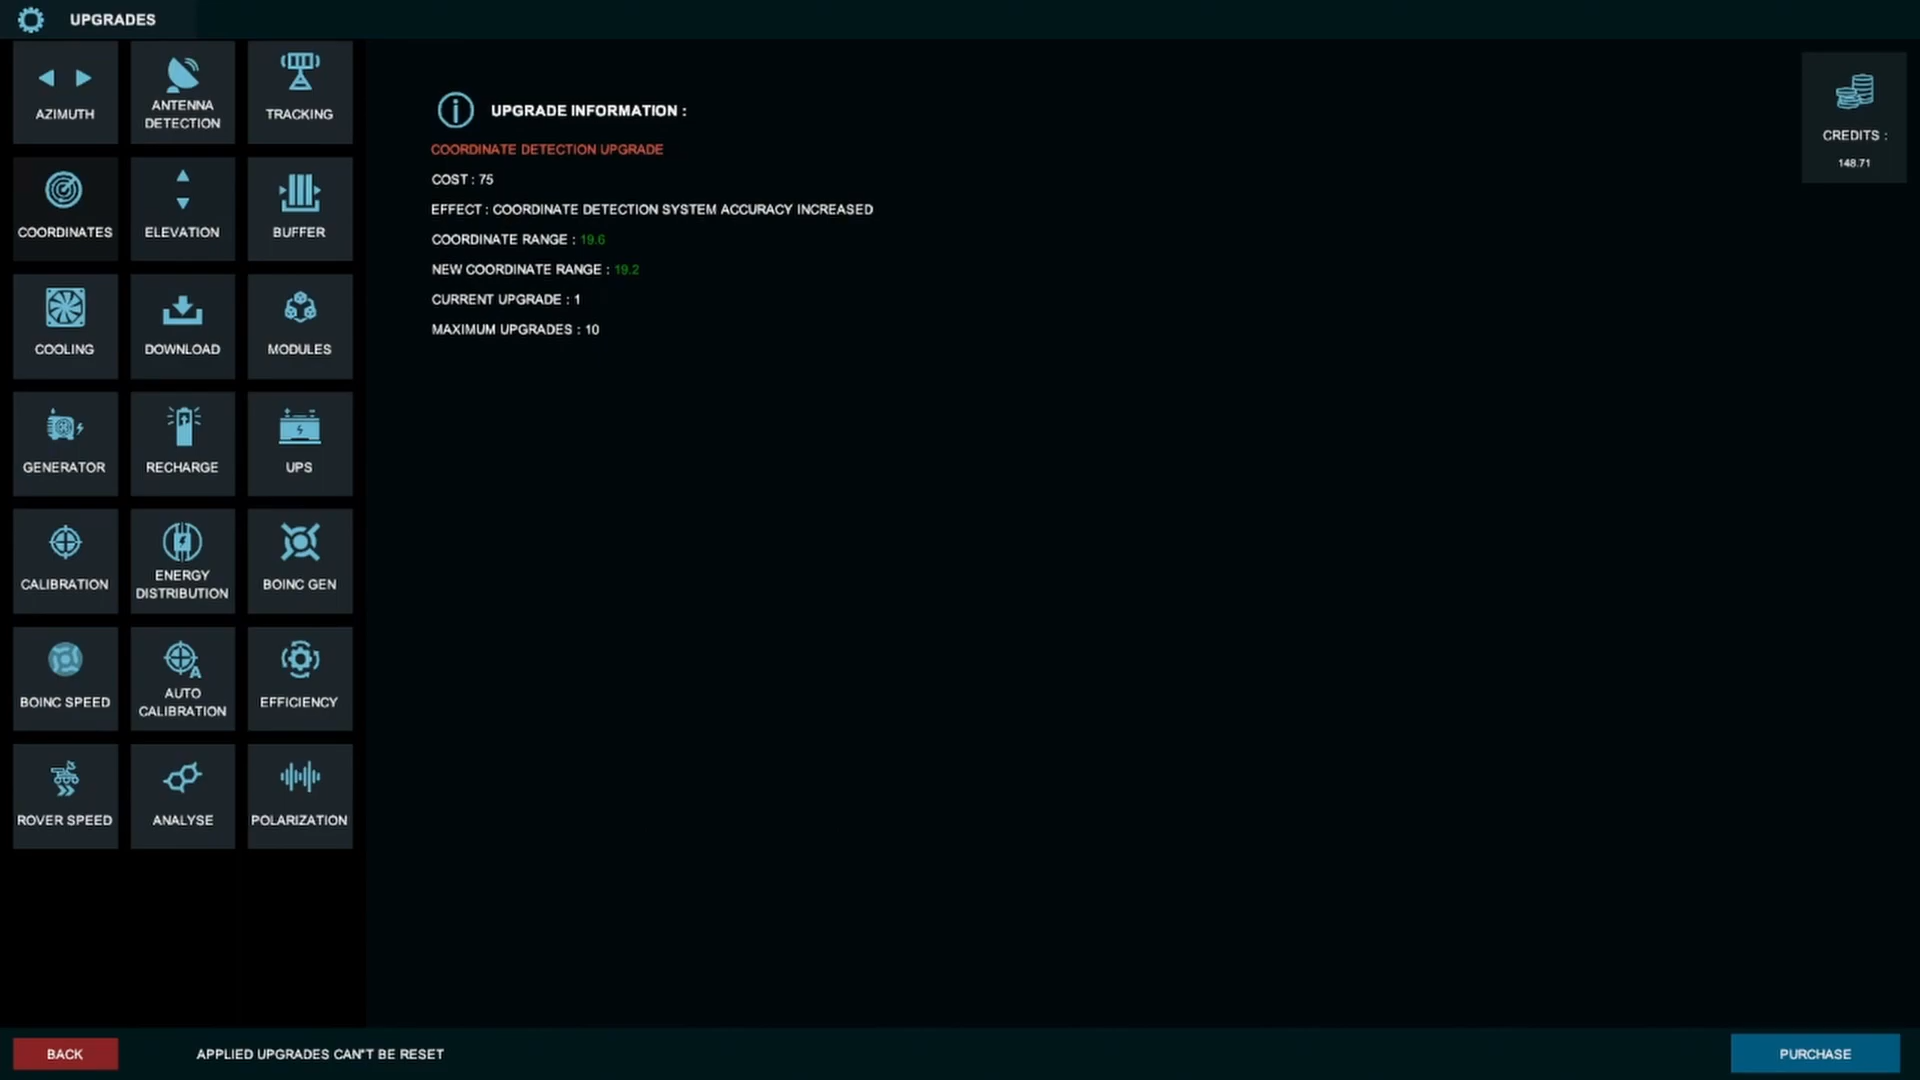 UPGRADES
AZIMUTH
ANTENNA
DETECTION
TRACKING
COORDINATES
ELEVATION
BUFFER
COOLING
DOWNLOAD
MODULES
GENERATOR
RECHARGE
UPS
CALIBRATION
ENERGY
DISTRIBUTION
BOINC GEN
BOINC SPEED
AUTO
CALIBRATION
EFFICIENCY
ROVER SPEED
ANALYSE
POLARIZATION
UPGRADE INFORMATION :
COORDINATE DETECTION UPGRADE
COST : 75
EFFECT : COORDINATE DETECTION SYSTEM ACCURACY INCREASED
COORDINATE RANGE : 19.6
NEW COORDINATE RANGE : 19.2
CURRENT UPGRADE : 1
MAXIMUM UPGRADES : 10
CREDITS :
148.71
BACK
APPLIED UPGRADES CAN'T BE RESET
PURCHASE